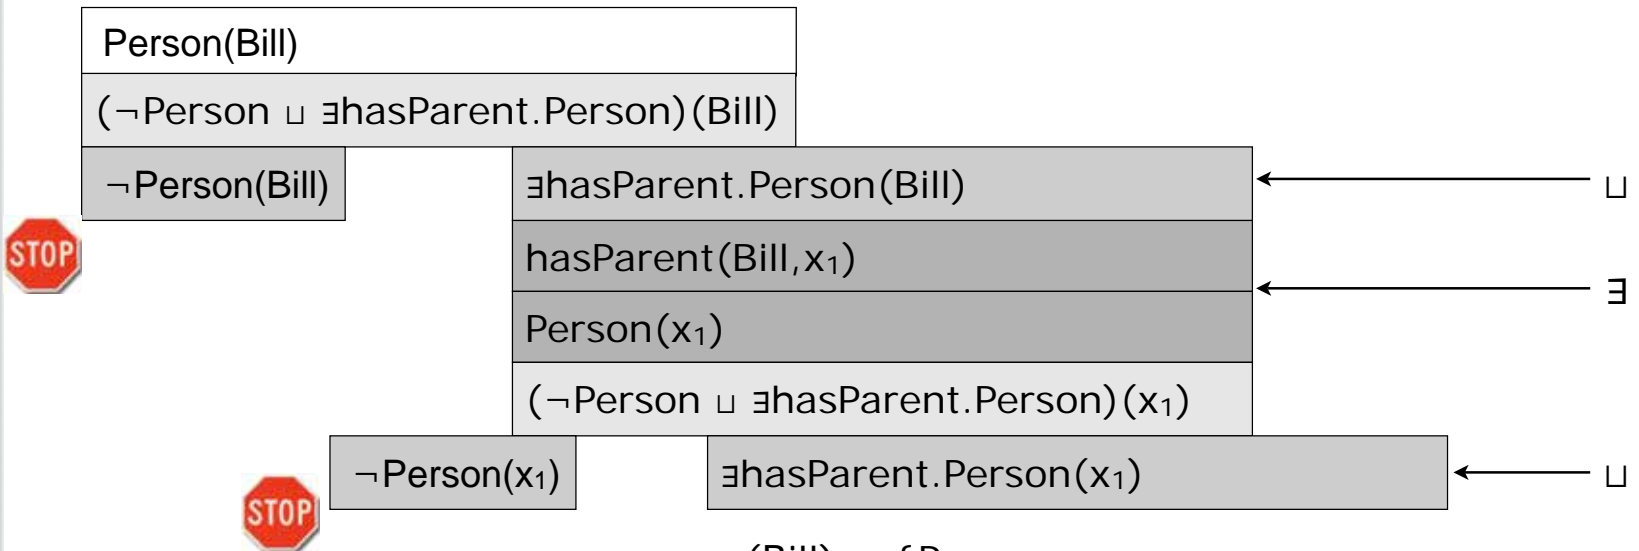 Person(Bill)
(¬Person ⊔ ∃hasParent.Person)(Bill)
¬Person(Bill) ∃hasParent.Person(Bill) ⊔
STOP
hasParent(Bill,x₁)
∃
Person(x₁)
(¬Person ⊔ ∃hasParent.Person)(x₁)
¬Person(x₁) ∃hasParent.Person(x₁) ⊔
STOP
(Bill)